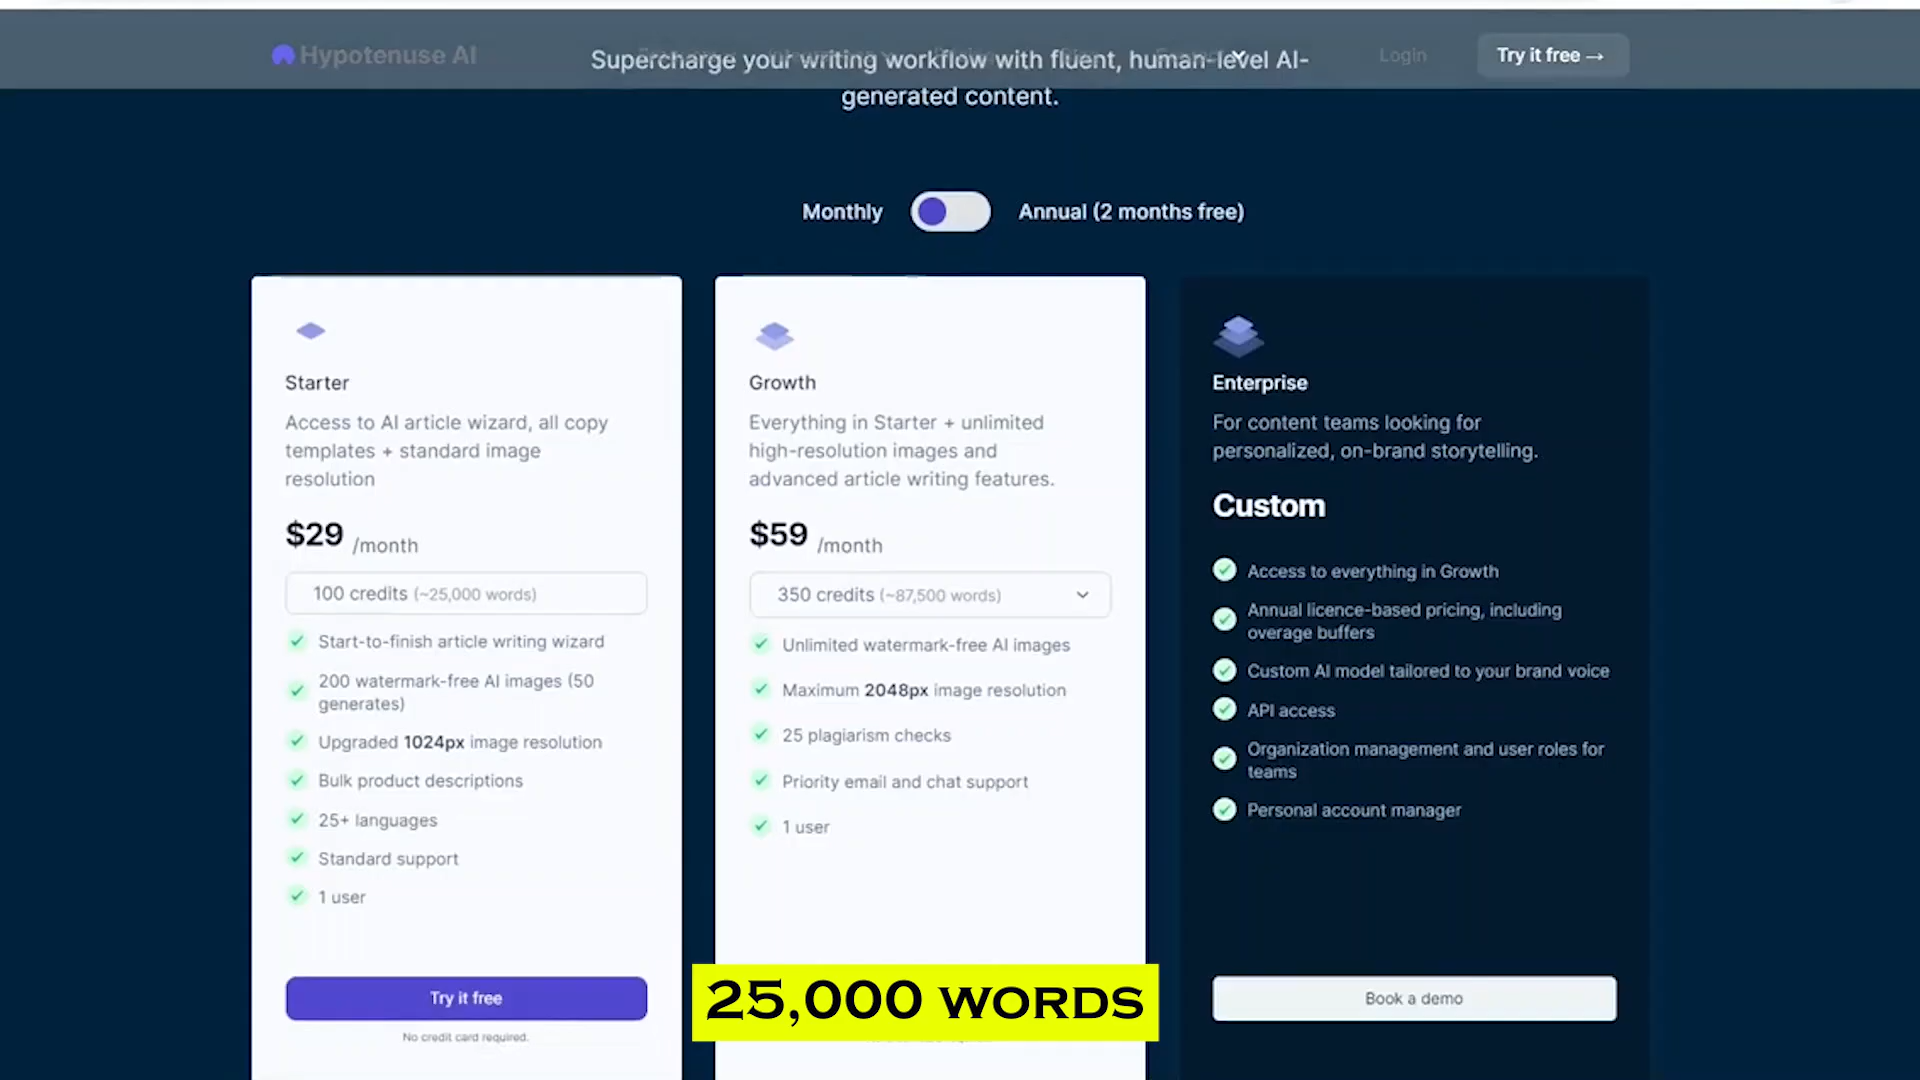 Hypotenuse AI
Supercharge your writing workflow with fluent, human-level AI-
generated content.
Login
Try it free →
Monthly
Annual (2 months free)
Starter
Access to AI article wizard, all copy
templates + standard image
resolution
$29 /month
100 credits (~25,000 words)
Start-to-finish article writing wizard
200 watermark-free AI images (50
generates)
Upgraded 1024px image resolution
Bulk product descriptions
25+ languages
Standard support
1 user
Try it free
No credit card required.
Growth
Everything in Starter + unlimited
high-resolution images and
advanced article writing features.
$59 /month
350 credits (~87,500 words)
Unlimited watermark-free AI images
Maximum 2048px image resolution
25 plagiarism checks
Priority email and chat support
1 user
Enterprise
For content teams looking for
personalized, on-brand storytelling.
Custom
Access to everything in Growth
Annual licence-based pricing, including
overage buffers
Custom AI model tailored to your brand voice
API access
Organization management and user roles for
teams
Personal account manager
Book a demo
25,000 WORDS